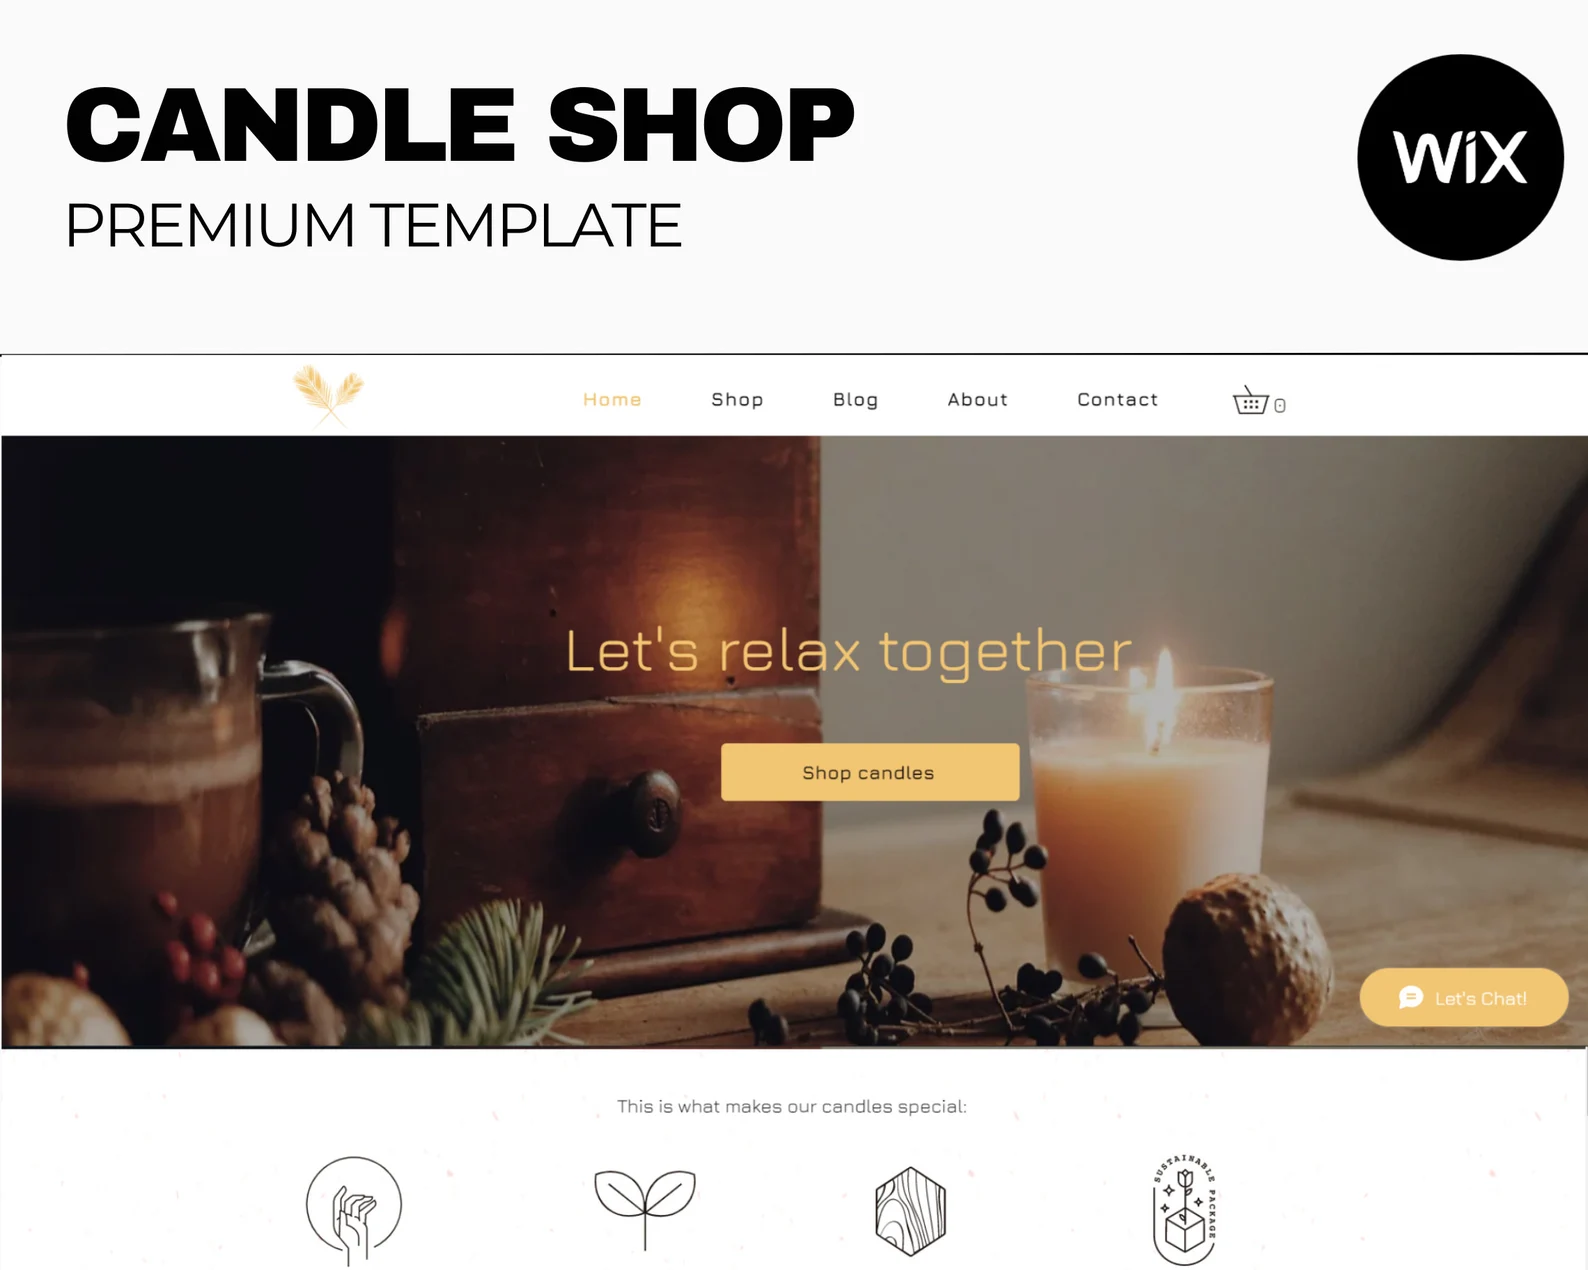 CANDLE SHOP
PREMIUM TEMPLATE
WiX
Home Shop Blog About Contact 0
Let's relax together
Shop candles
Let's Chat!
This is what makes our candles special:
SUSTAINABLE PACKAGE